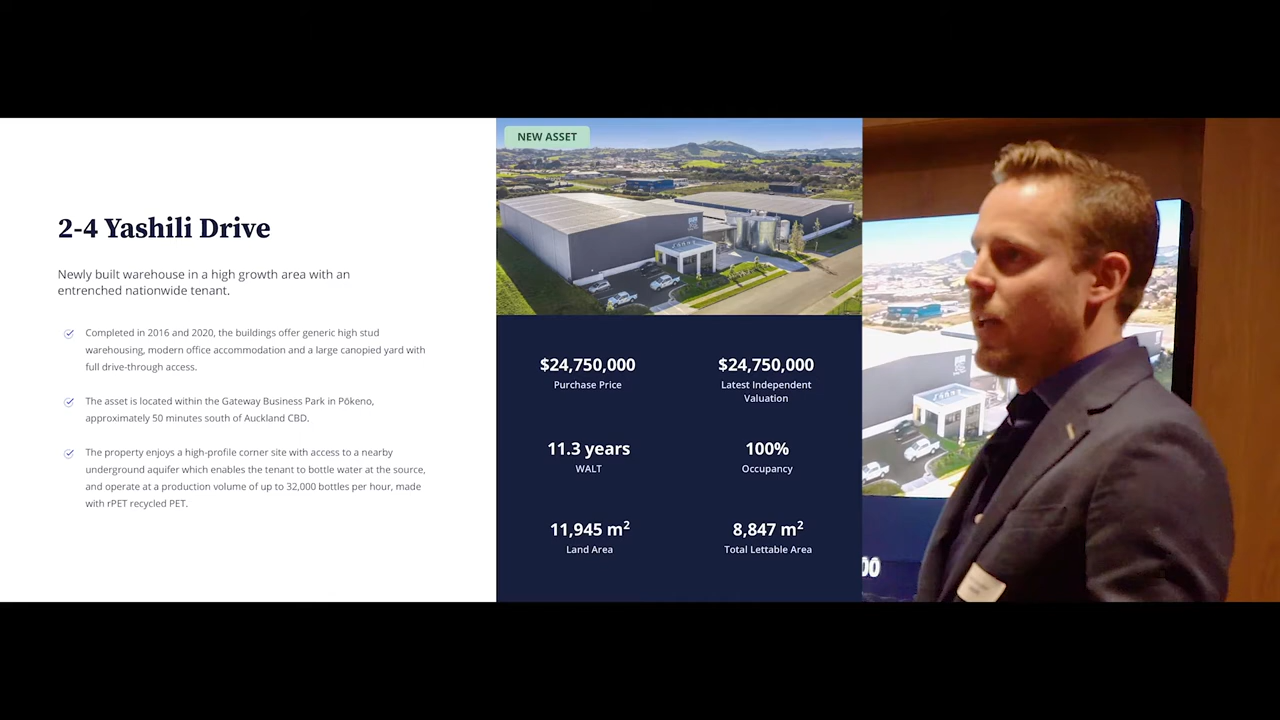 2-4 Yashili Drive
Newly built warehouse in a high growth area with an
entrenched nationwide tenant.
Completed in 2016 and 2020, the buildings offer generic high stud
warehousing, modern office accommodation and a large canopied yard with
full drive-through access.
The asset is located within the Gateway Business Park in Pōkeno,
approximately 50 minutes south of Auckland CBD.
The property enjoys a high-profile corner site with access to a nearby
underground aquifer which enables the tenant to bottle water at the source,
and operate at a production volume of up to 32,000 bottles per hour, made
with rPET recycled PET.
NEW ASSET
$24,750,000
Purchase Price
$24,750,000
Latest Independent
Valuation
11.3 years
WALT
100%
Occupancy
11,945 m²
Land Area
8,847 m²
Total Lettable Area
00